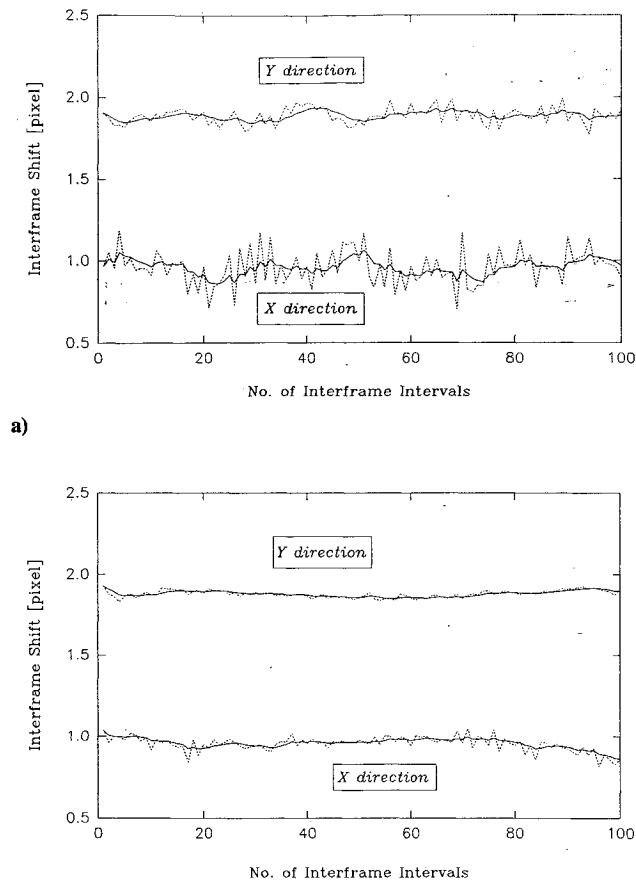 2.5
Y direction
2.0
Interframe Shift [pixel]
1.5
1.0
X direction
0.5
0
20
40
60
80
100
No. of Interframe Intervals
a)
2.5
Y direction
2.0
Interframe Shift [pixel]
1.5
1.0
X direction
0.5
0
20
40
60
80
100
No. of Interframe Intervals